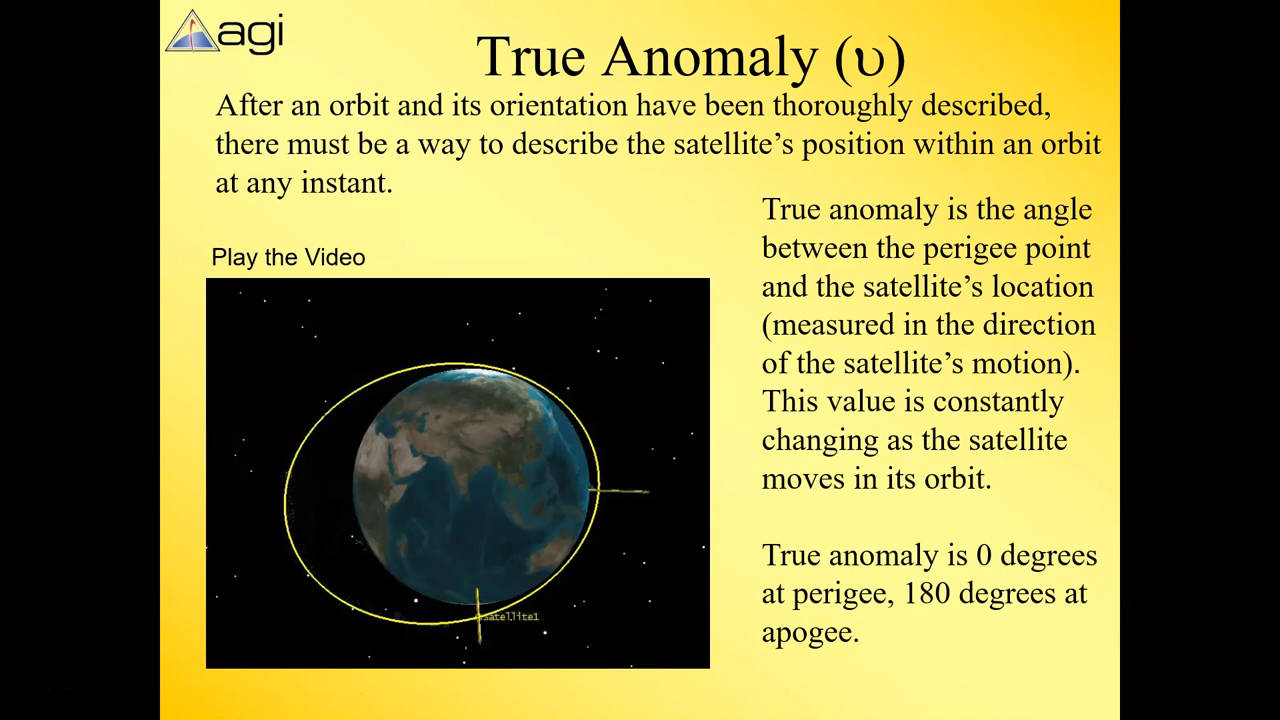 agi
True Anomaly (υ)
After an orbit and its orientation have been thoroughly described,
there must be a way to describe the satellite’s position within an orbit
at any instant.
Play the Video
satellite1
True anomaly is the angle
between the perigee point
and the satellite’s location
(measured in the direction
of the satellite’s motion).
This value is constantly
changing as the satellite
moves in its orbit.
True anomaly is 0 degrees
at perigee, 180 degrees at
apogee.